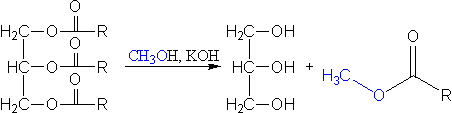 O
H₂C–O R H₂C–OH O
O CH₃OH, KOH
HC–O R HC–OH + H₃C
O O R
H₂C–O R H₂C–OH